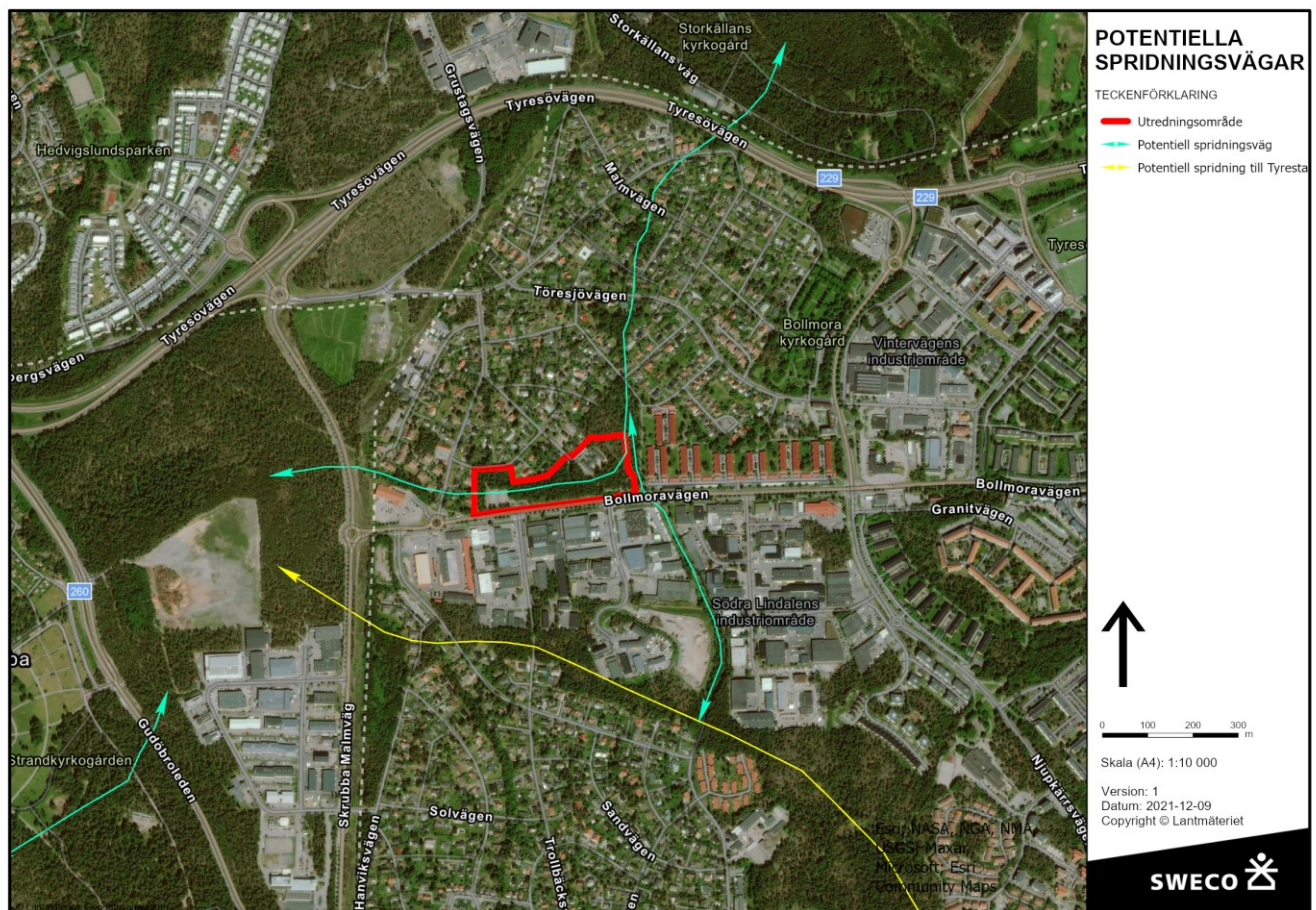 POTENTIELLA
SPRIDNINGSVÄGAR
TECKENFÖRKLARING
Utredningsområde
Potentiell spridningsväg
Potentiell spridning till Tyresta
0 100 200 300
m
Skala (A4): 1:10 000
Version: 1
Datum: 2021-12-09
Copyright © Lantmäteriet
SWECO
Storkällans
kyrkogård
Storkällans väg
Grustagsvägen
Tyresövägen
Tyresövägen
Hedvigslundsparken
Tyresövägen
Malmvägen
229
229
Töresjövägen
Tyresövägen
Bollmora
kyrkogård
Vintervägens
industriområde
Bollmoravägen
Bollmoravägen
Granitvägen
260
Södra Lindalens
industriområde
Gudöbroleden
Strandkyrkogården
Skrubba Malmväg
Hanviksvägen
Solvägen
Sandvägen
Njupkärrsvägen
Esri, NASA, NGA,
USGS; Maxar,
Microsoft; Esri
Community Maps